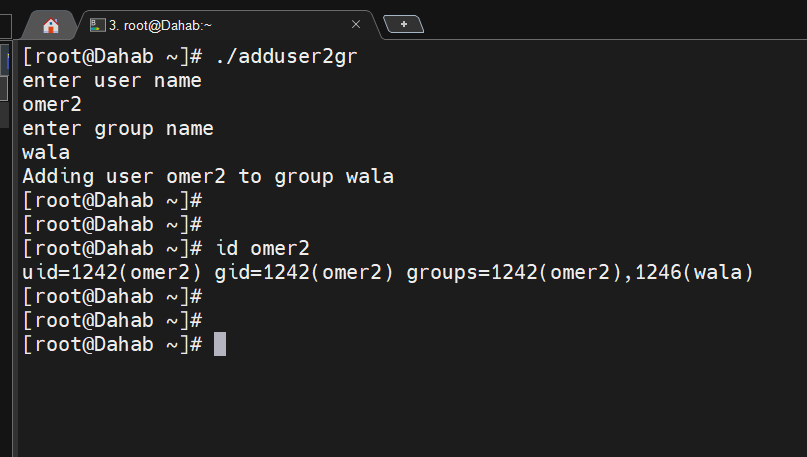 3. root@Dahab:~
[root@Dahab ~]# ./adduser2gr
enter user name
omer2
enter group name
wala
Adding user omer2 to group wala
[root@Dahab ~]#
[root@Dahab ~]#
[root@Dahab ~]# id omer2
uid=1242(omer2) gid=1242(omer2) groups=1242(omer2),1246(wala)
[root@Dahab ~]#
[root@Dahab ~]#
[root@Dahab ~]#